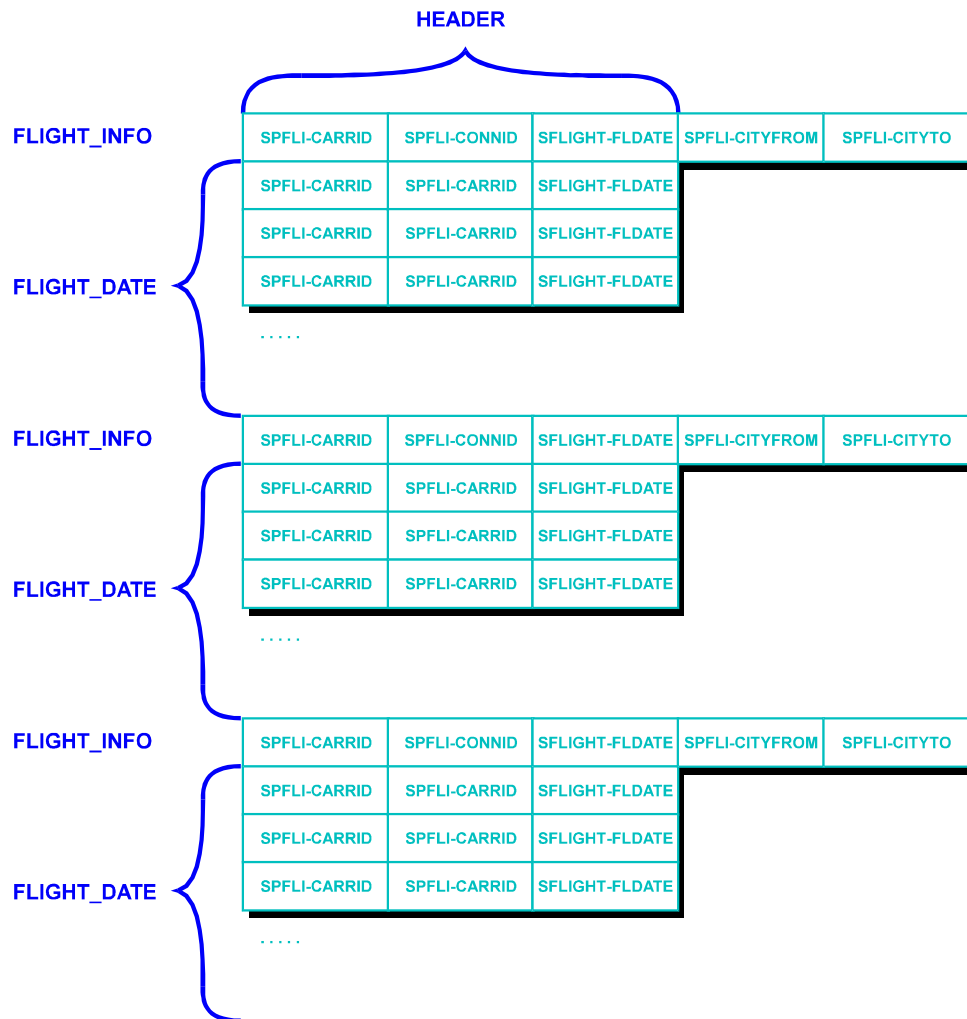 HEADER
FLIGHT_INFO SPFLI-CARRID SPFLI-CONNID SFLIGHT-FLDATE SPFLI-CITYFROM SPFLI-CITYTO
SPFLI-CARRID SPFLI-CARRID SFLIGHT-FLDATE
SPFLI-CARRID SPFLI-CARRID SFLIGHT-FLDATE
FLIGHT_DATE SPFLI-CARRID SPFLI-CARRID SFLIGHT-FLDATE
. . . . .
FLIGHT_INFO SPFLI-CARRID SPFLI-CONNID SFLIGHT-FLDATE SPFLI-CITYFROM SPFLI-CITYTO
SPFLI-CARRID SPFLI-CARRID SFLIGHT-FLDATE
SPFLI-CARRID SPFLI-CARRID SFLIGHT-FLDATE
FLIGHT_DATE SPFLI-CARRID SPFLI-CARRID SFLIGHT-FLDATE
. . . . .
FLIGHT_INFO SPFLI-CARRID SPFLI-CONNID SFLIGHT-FLDATE SPFLI-CITYFROM SPFLI-CITYTO
SPFLI-CARRID SPFLI-CARRID SFLIGHT-FLDATE
SPFLI-CARRID SPFLI-CARRID SFLIGHT-FLDATE
FLIGHT_DATE SPFLI-CARRID SPFLI-CARRID SFLIGHT-FLDATE
. . . . .